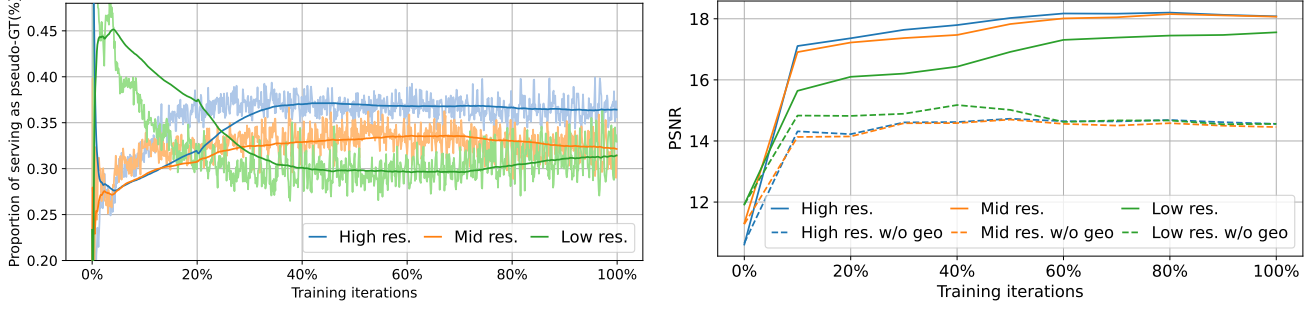 Proportion of serving as pseudo-GT(%)
0.45
0.40
0.35
0.30
0.25
0.20
0%
20%
40%
60%
80%
100%
Training iterations
High res.
Mid res.
Low res.
PSNR
18
16
14
12
0%
20%
40%
60%
80%
100%
Training iterations
High res.
Mid res.
Low res.
High res. w/o geo
Mid res. w/o geo
Low res. w/o geo